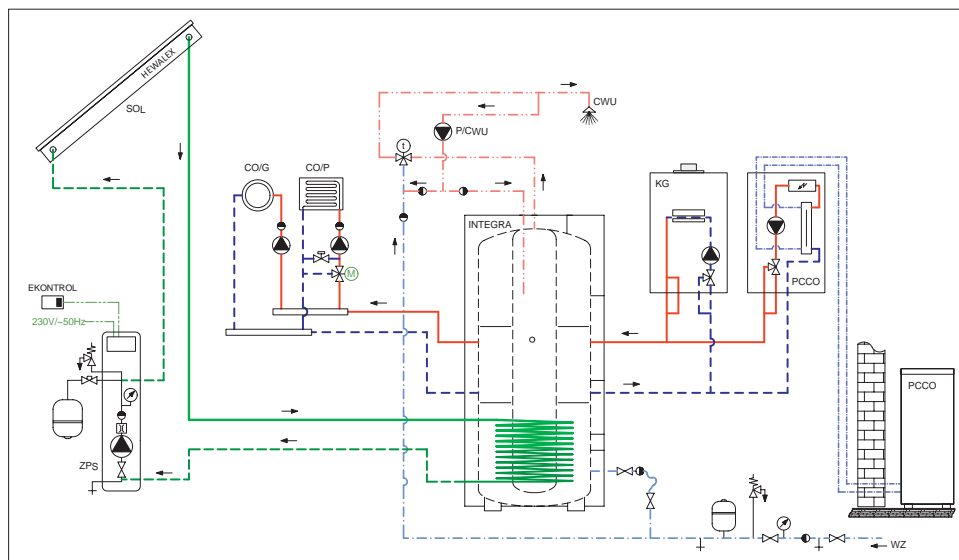 HEWALEX
SOL
CWU
P/CWU
t
CO/G
CO/P
KG
INTEGRA
M
PCCO
EKONTROL
230V/~50Hz
PCCO
ZPS
WZ